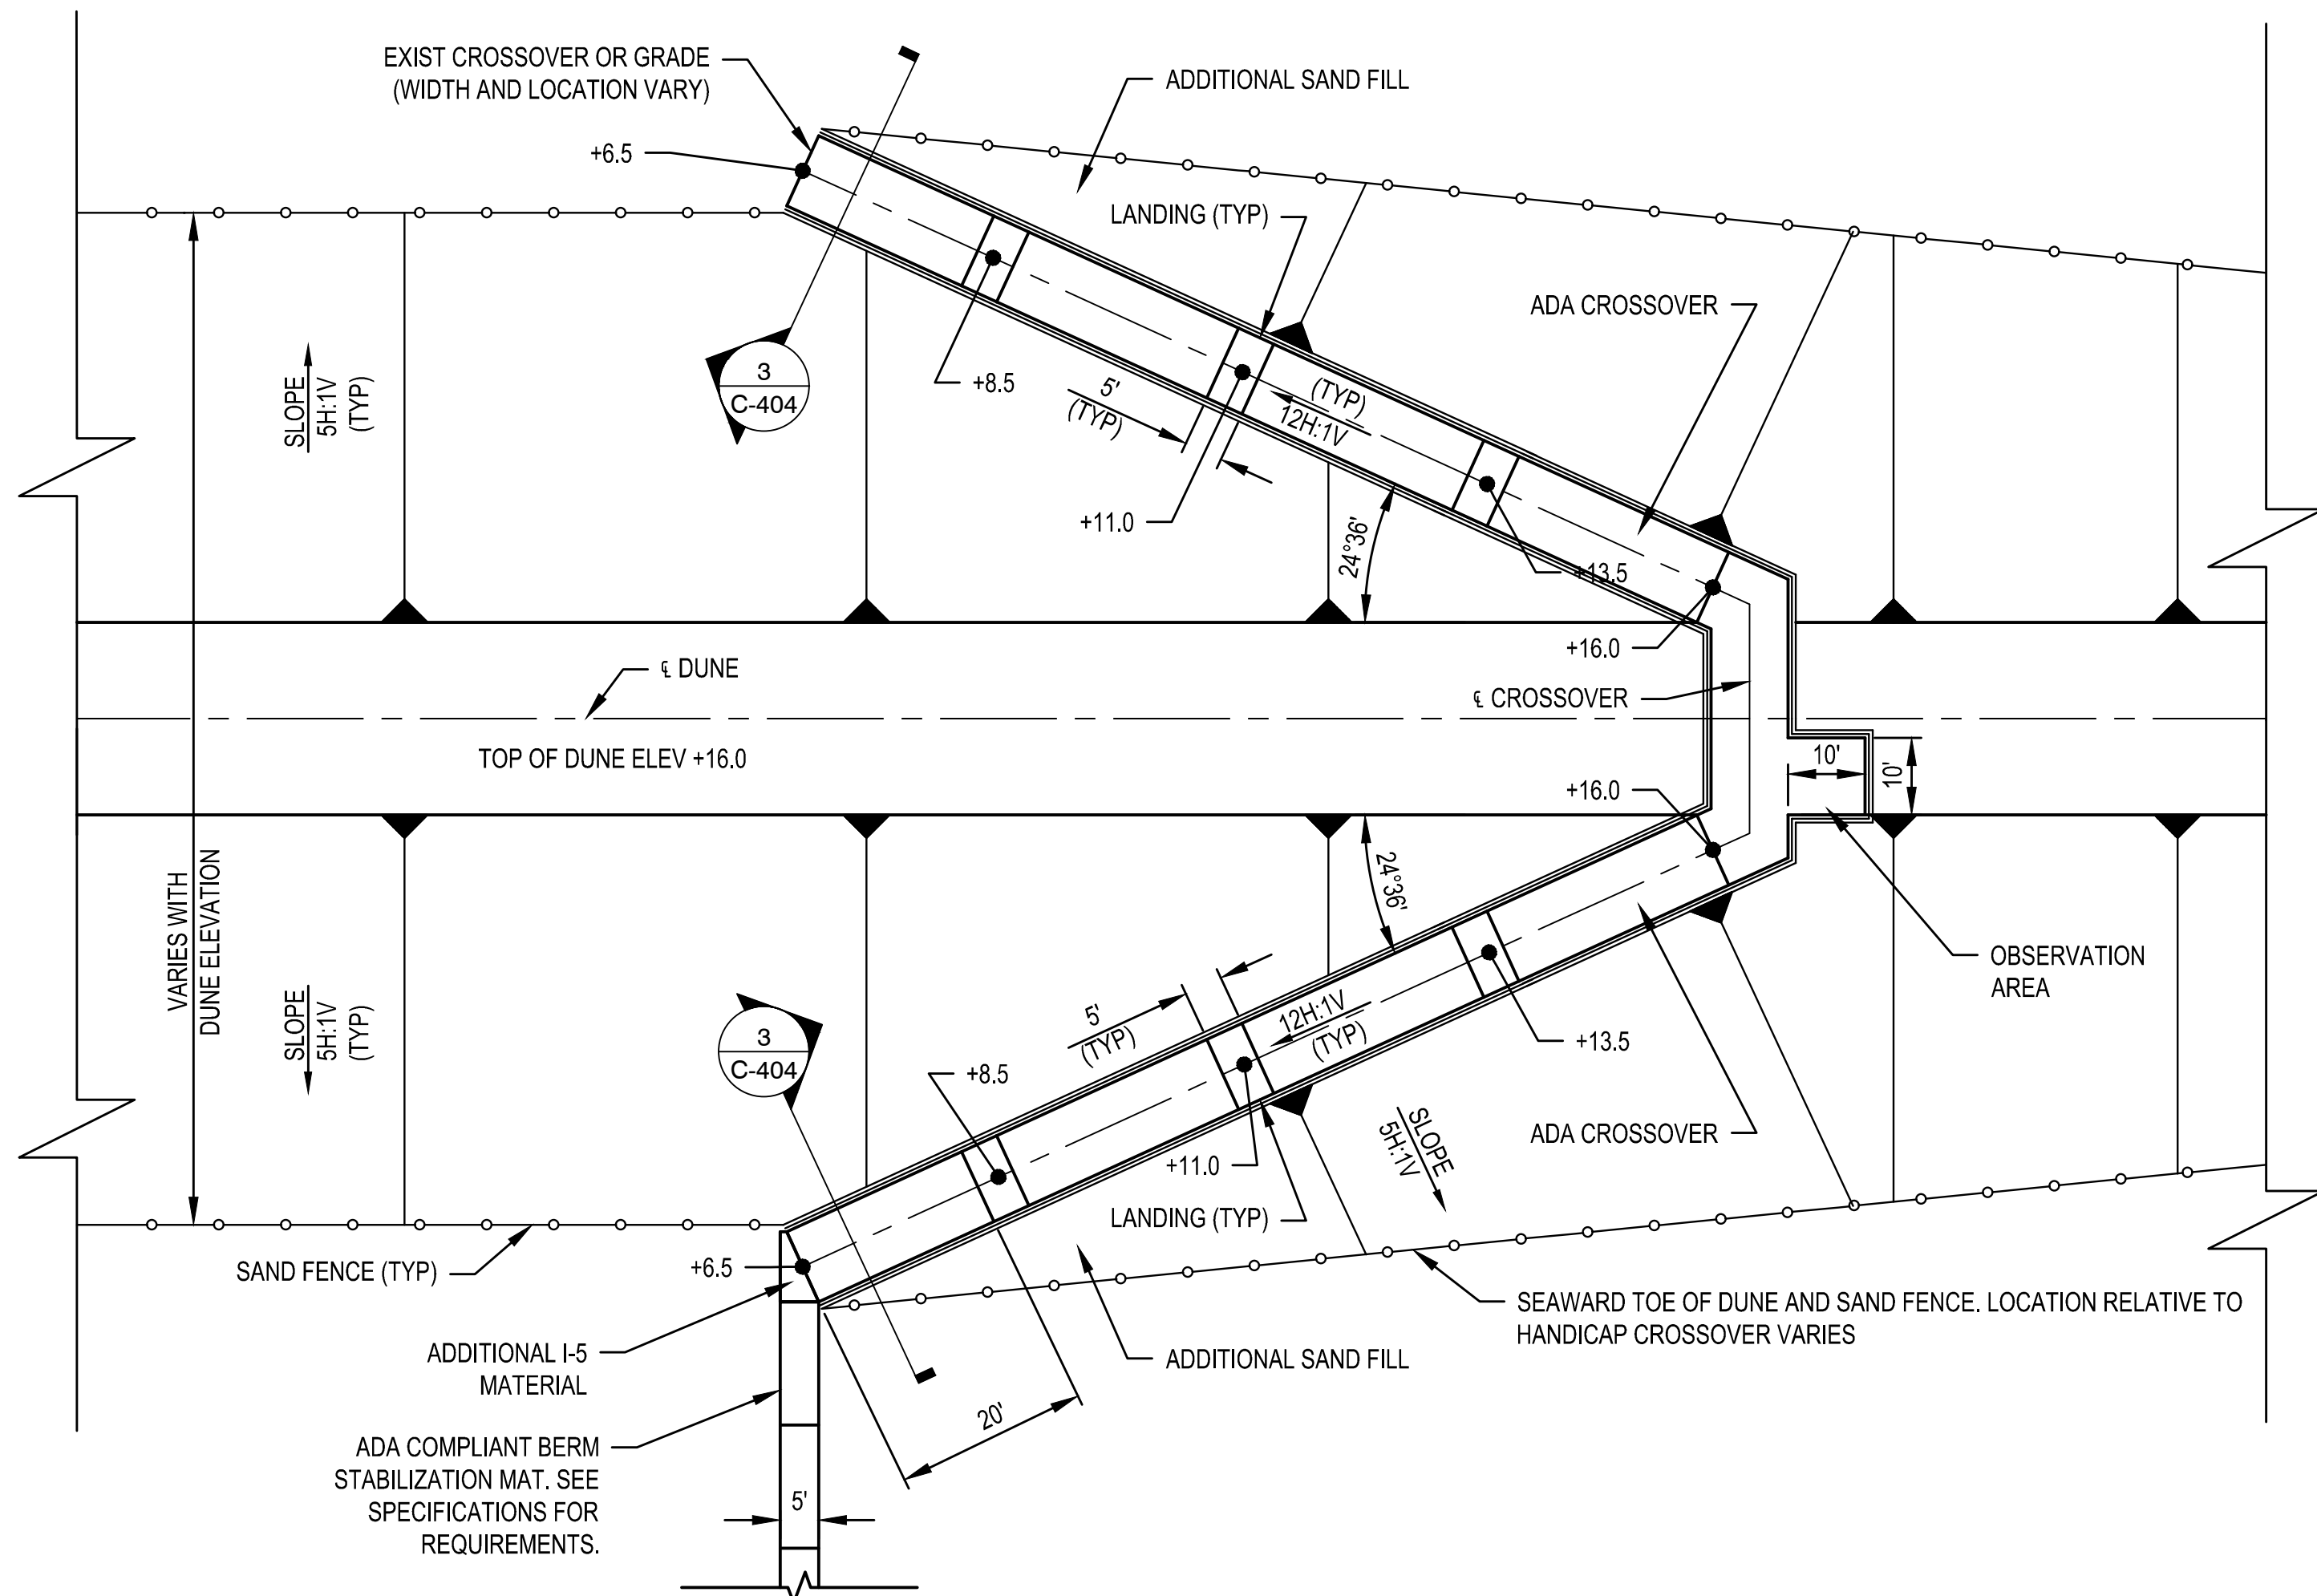 EXIST CROSSOVER OR GRADE
(WIDTH AND LOCATION VARY)
ADDITIONAL SAND FILL
+6.5
LANDING (TYP)
ADA CROSSOVER
SLOPE
5H:1V
(TYP)
3
C-404
+8.5
5'
(TYP)
(TYP)
12H:1V
+11.0
24°36'
+13.5
+16.0
℄ DUNE
℄ CROSSOVER
TOP OF DUNE ELEV +16.0
10'
10'
+16.0
VARIES WITH
DUNE ELEVATION
24°36'
OBSERVATION
AREA
SLOPE
5H:1V
(TYP)
3
C-404
5'
(TYP)
12H:1V
(TYP)
+13.5
+8.5
SLOPE
5H:1V
ADA CROSSOVER
+11.0
LANDING (TYP)
SAND FENCE (TYP)
+6.5
SEAWARD TOE OF DUNE AND SAND FENCE. LOCATION RELATIVE TO
HANDICAP CROSSOVER VARIES
ADDITIONAL I-5
MATERIAL
ADDITIONAL SAND FILL
20'
ADA COMPLIANT BERM
STABILIZATION MAT. SEE
SPECIFICATIONS FOR
REQUIREMENTS.
5'